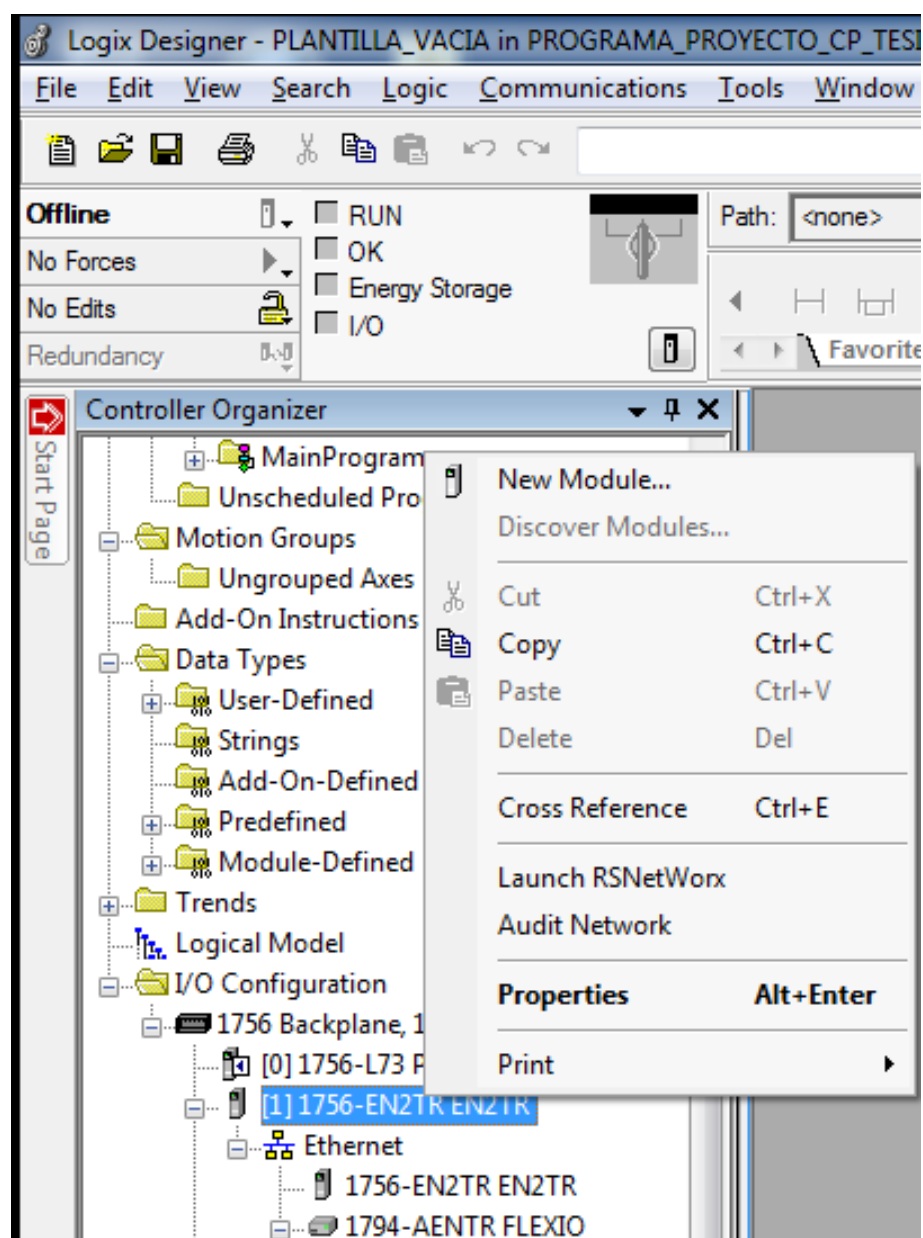 Logix Designer - PLANTILLA_VACIA in PROGRAMA_PROYECTO_CP_TESI
File Edit View Search Logic Communications Tools Window
Offline
RUN
Path: <none>
No Forces
OK
No Edits
Energy Storage
I/O
Redundancy
Favorite
Start Page
Controller Organizer
MainProgram
Unscheduled Pro
Motion Groups
Ungrouped Axes
Add-On Instructions
Data Types
User-Defined
Strings
Add-On-Defined
Predefined
Module-Defined
Trends
Logical Model
I/O Configuration
1756 Backplane, 1
[0] 1756-L73 P
[1] 1756-EN2TR EN2TR
Ethernet
1756-EN2TR EN2TR
1794-AENTR FLEXIO
New Module...
Discover Modules...
Cut Ctrl+X
Copy Ctrl+C
Paste Ctrl+V
Delete Del
Cross Reference Ctrl+E
Launch RSNetWorx
Audit Network
Properties Alt+Enter
Print